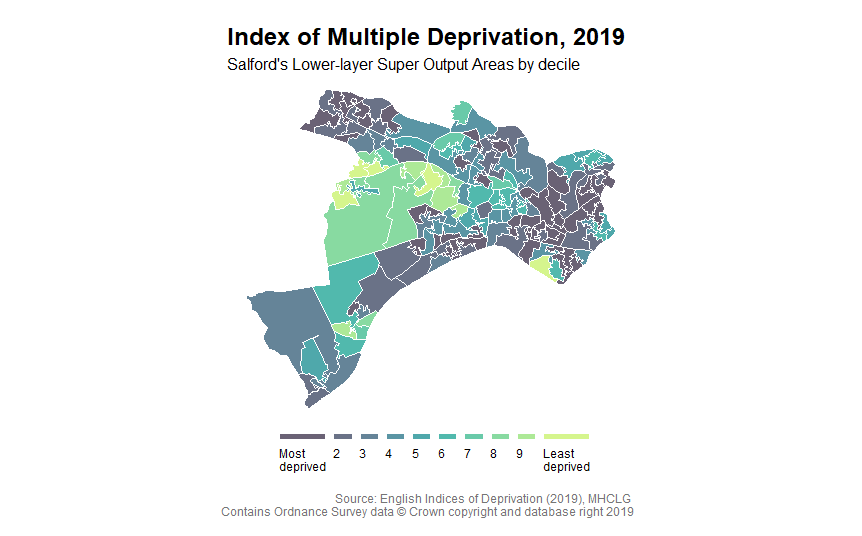 Index of Multiple Deprivation, 2019
Salford's Lower-layer Super Output Areas by decile
Most deprived 2 3 4 5 6 7 8 9 Least deprived
Source: English Indices of Deprivation (2019), MHCLG
Contains Ordnance Survey data © Crown copyright and database right 2019